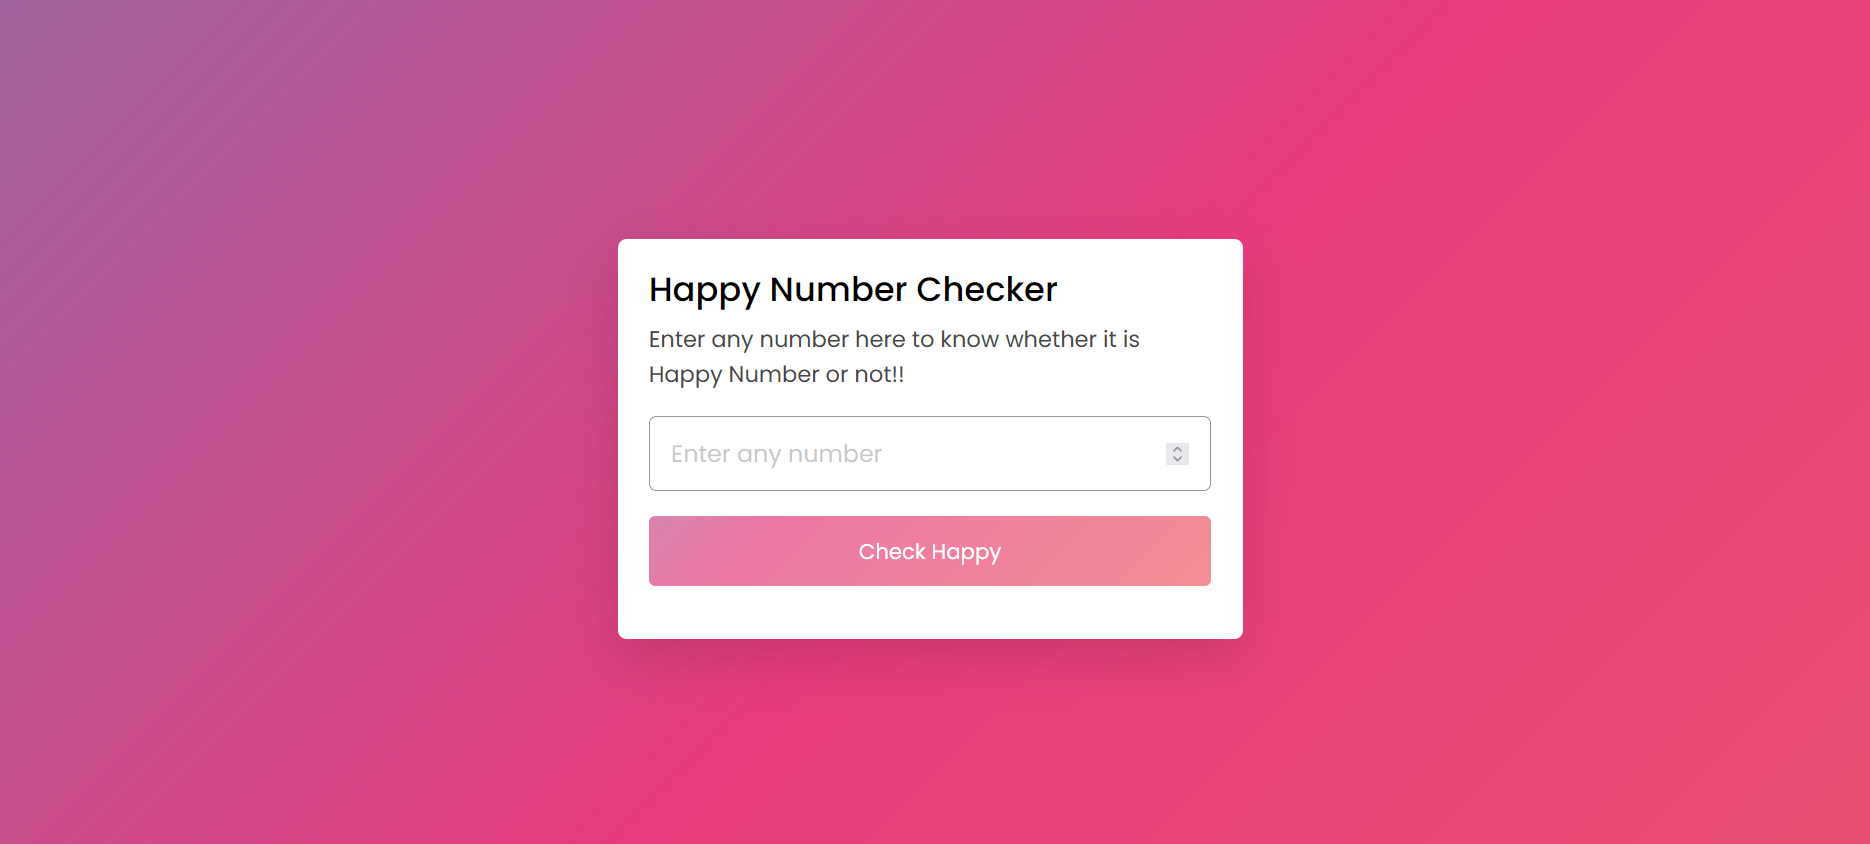 Happy Number Checker
Enter any number here to know whether it is
Happy Number or not!!
Enter any number
Check Happy